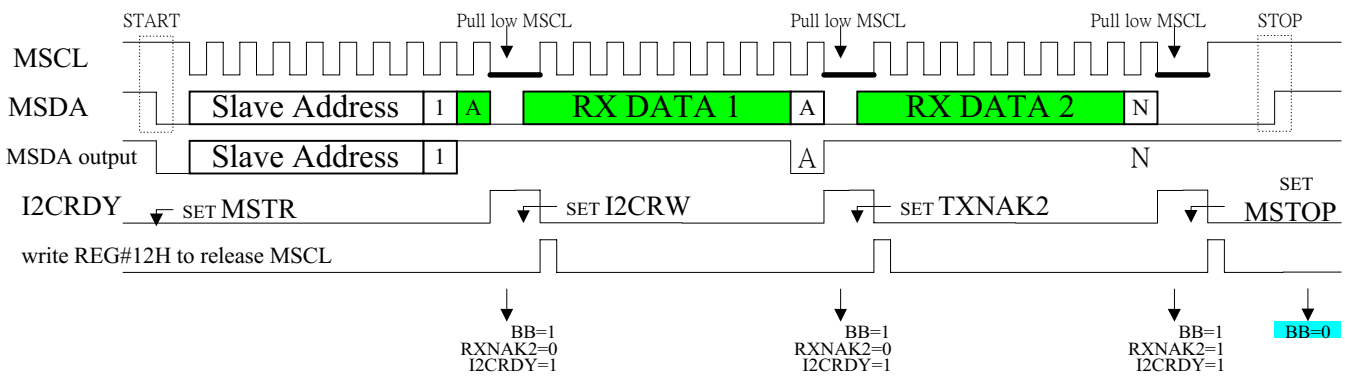 START Pull low MSCL Pull low MSCL Pull low MSCL STOP
MSCL
MSDA Slave Address 1 A RX DATA 1 A RX DATA 2 N
MSDA output Slave Address 1 A N
I2CRDY SET MSTR SET I2CRW SET TXNAK2 SET MSTOP
write REG#12H to release MSCL
BB=1 BB=1 BB=1 BB=0
RXNAK2=0 RXNAK2=0 RXNAK2=1
I2CRDY=1 I2CRDY=1 I2CRDY=1